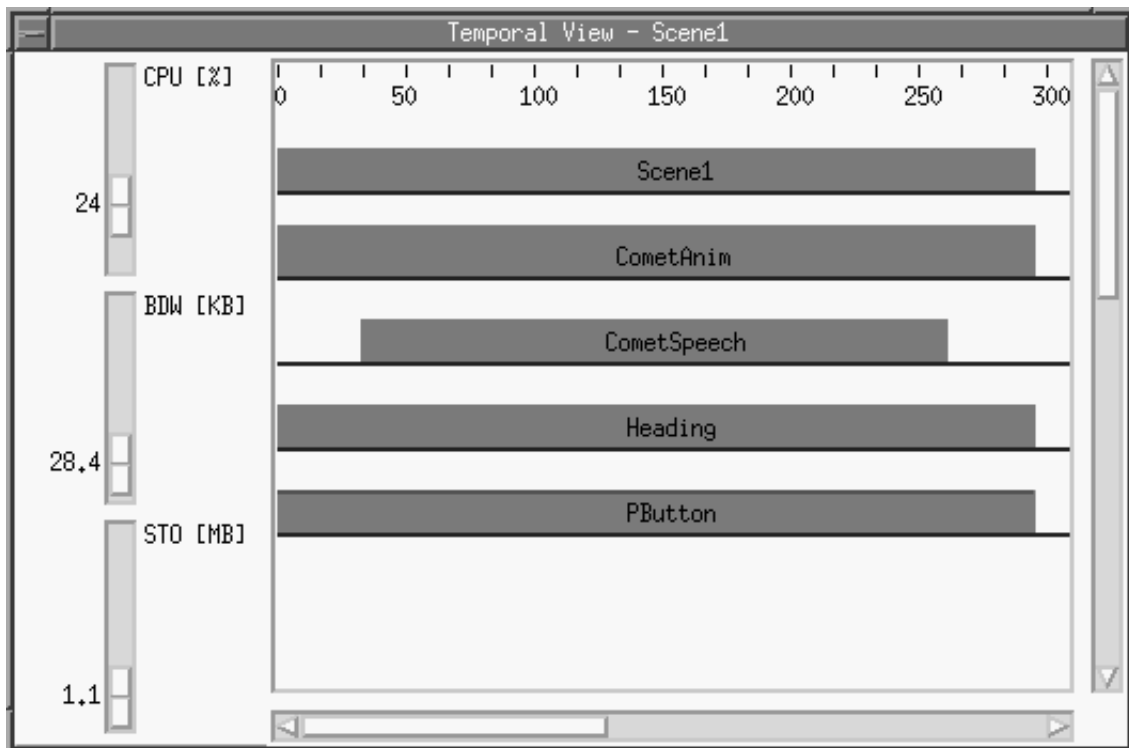 Temporal View - Scene1
CPU [%]
24
BDW [KB]
28.4
STO [MB]
1.1
0 50 100 150 200 250 300
Scene1
CometAnim
CometSpeech
Heading
PButton